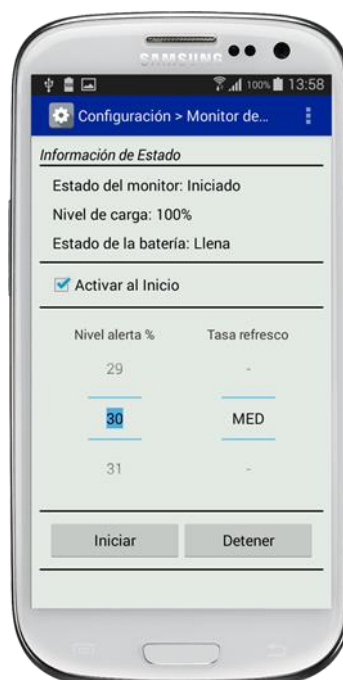 SAMSUNG
100% 13:58
Configuración > Monitor de...
Información de Estado
Estado del monitor: Iniciado
Nivel de carga: 100%
Estado de la batería: Llena
Activar al Inicio
Nivel alerta % Tasa refresco
29 -
30 MED
31 -
Iniciar Detener